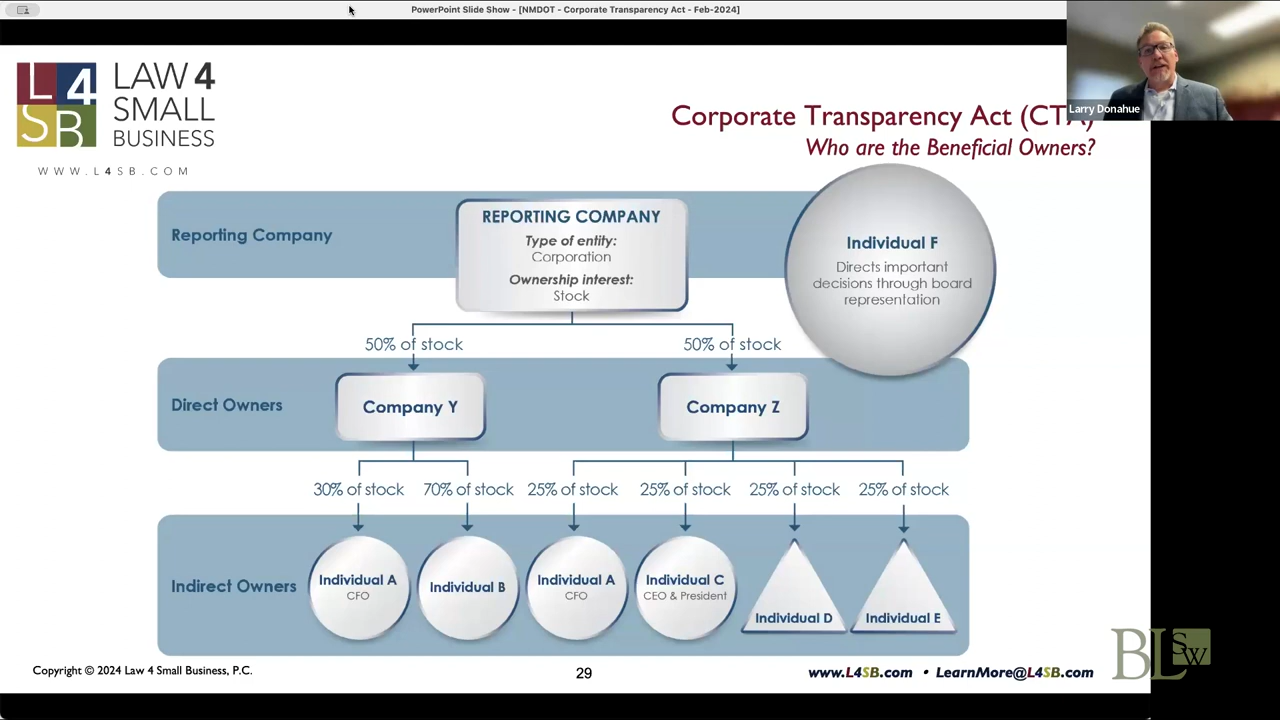 PowerPoint Slide Show - [NMDOT - Corporate Transparency Act - Feb-2024]
Larry Donahue
L4
SB
LAW 4
SMALL
BUSINESS
WWW.L4SB.COM
Corporate Transparency Act (CTA)
Who are the Beneficial Owners?
Reporting Company
REPORTING COMPANY
Type of entity:
Corporation
Ownership interest:
Stock
Individual F
Directs important
decisions through board
representation
50% of stock
50% of stock
Direct Owners
Company Y
Company Z
30% of stock
70% of stock
25% of stock
25% of stock
25% of stock
25% of stock
Indirect Owners
Individual A
CFO
Individual B
Individual A
CFO
Individual C
CEO & President
Individual D
Individual E
Copyright © 2024 Law 4 Small Business, P.C.
29
www.L4SB.com • LearnMore@L4SB.com
BLSW